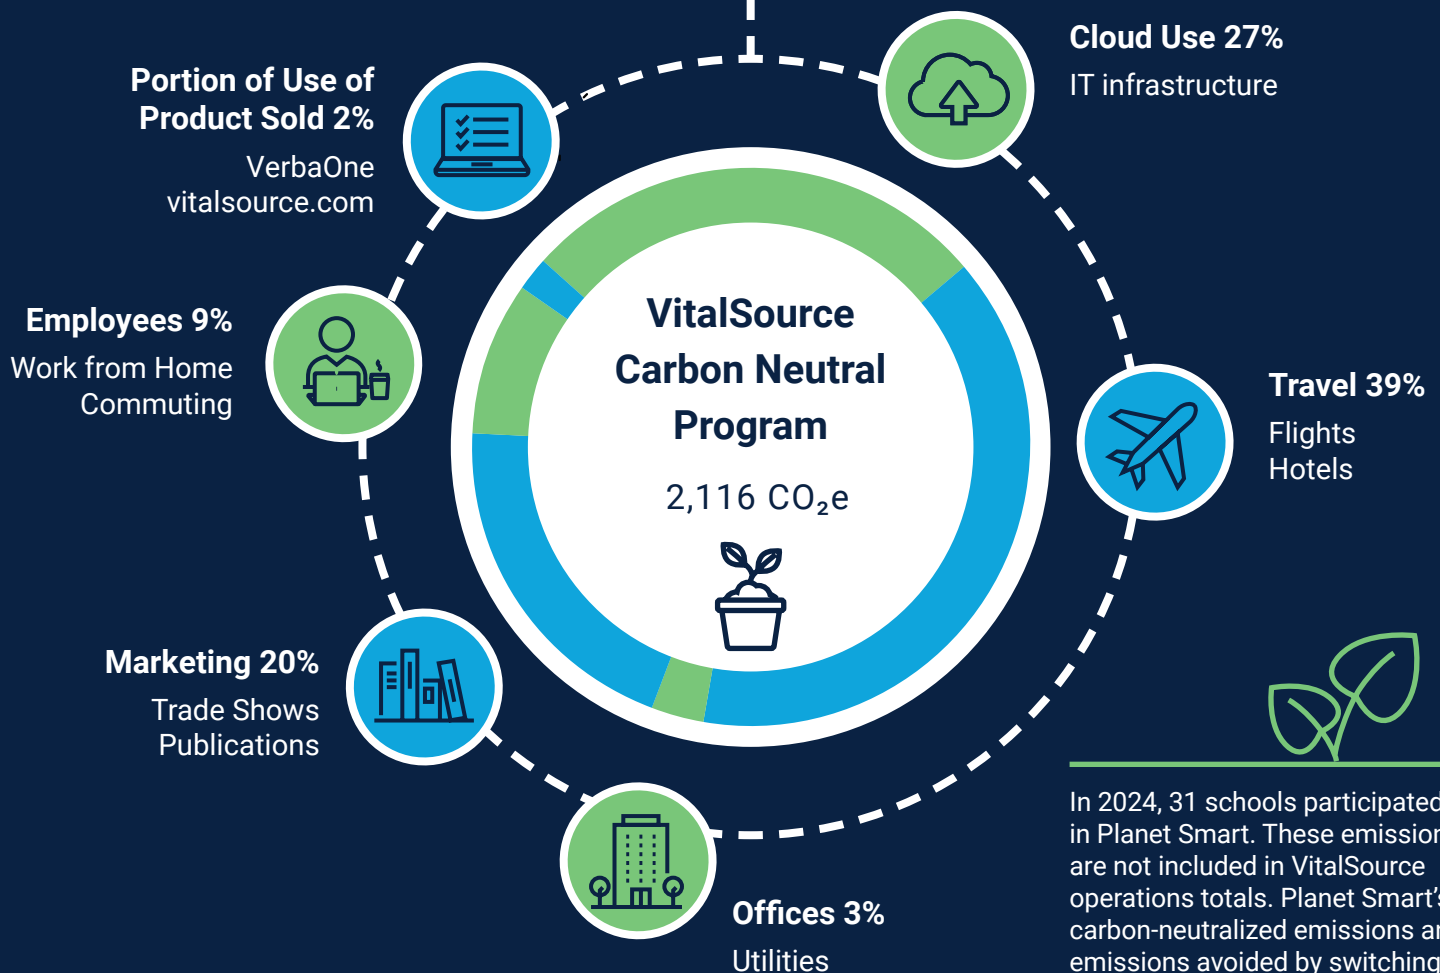 Cloud Use 27%
IT infrastructure
Portion of Use of
Product Sold 2%
VerbaOne
vitalsource.com
Employees 9%
Work from Home
Commuting
VitalSource
Carbon Neutral
Program
2,116 CO₂e
Travel 39%
Flights
Hotels
Marketing 20%
Trade Shows
Publications
Offices 3%
Utilities
In 2024, 31 schools participated
in Planet Smart. These emission
are not included in VitalSource
operations totals. Planet Smart's
carbon-neutralized emissions an
emissions avoided by switching